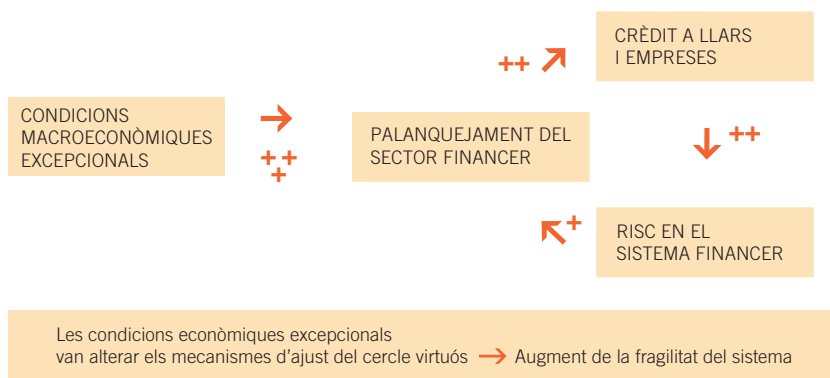 CONDICIONS
MACROECONÒMIQUES
EXCEPCIONALS
+ +
+
PALANQUEJAMENT DEL
SECTOR FINANCER
++
CRÈDIT A LLARS
I EMPRESES
++
RISC EN EL
SISTEMA FINANCER
+
Les condicions econòmiques excepcionals
van alterar els mecanismes d'ajust del cercle virtuós → Augment de la fragilitat del sistema